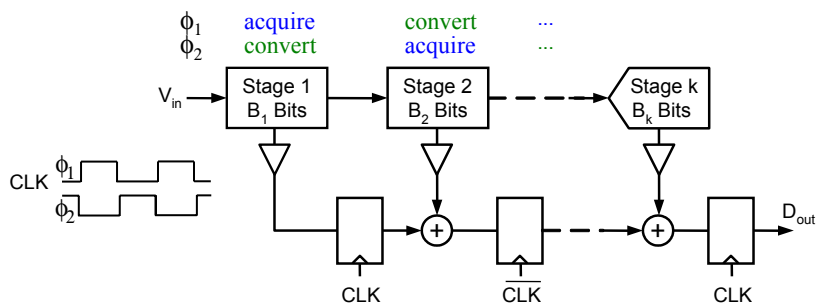 ϕ1 acquire convert ...
ϕ2 convert acquire ...
Vin
Stage 1
B1 Bits
Stage 2
B2 Bits
Stage k
Bk Bits
CLK
ϕ1
ϕ2
+
+
Dout
CLK
C̅L̅K̅
CLK